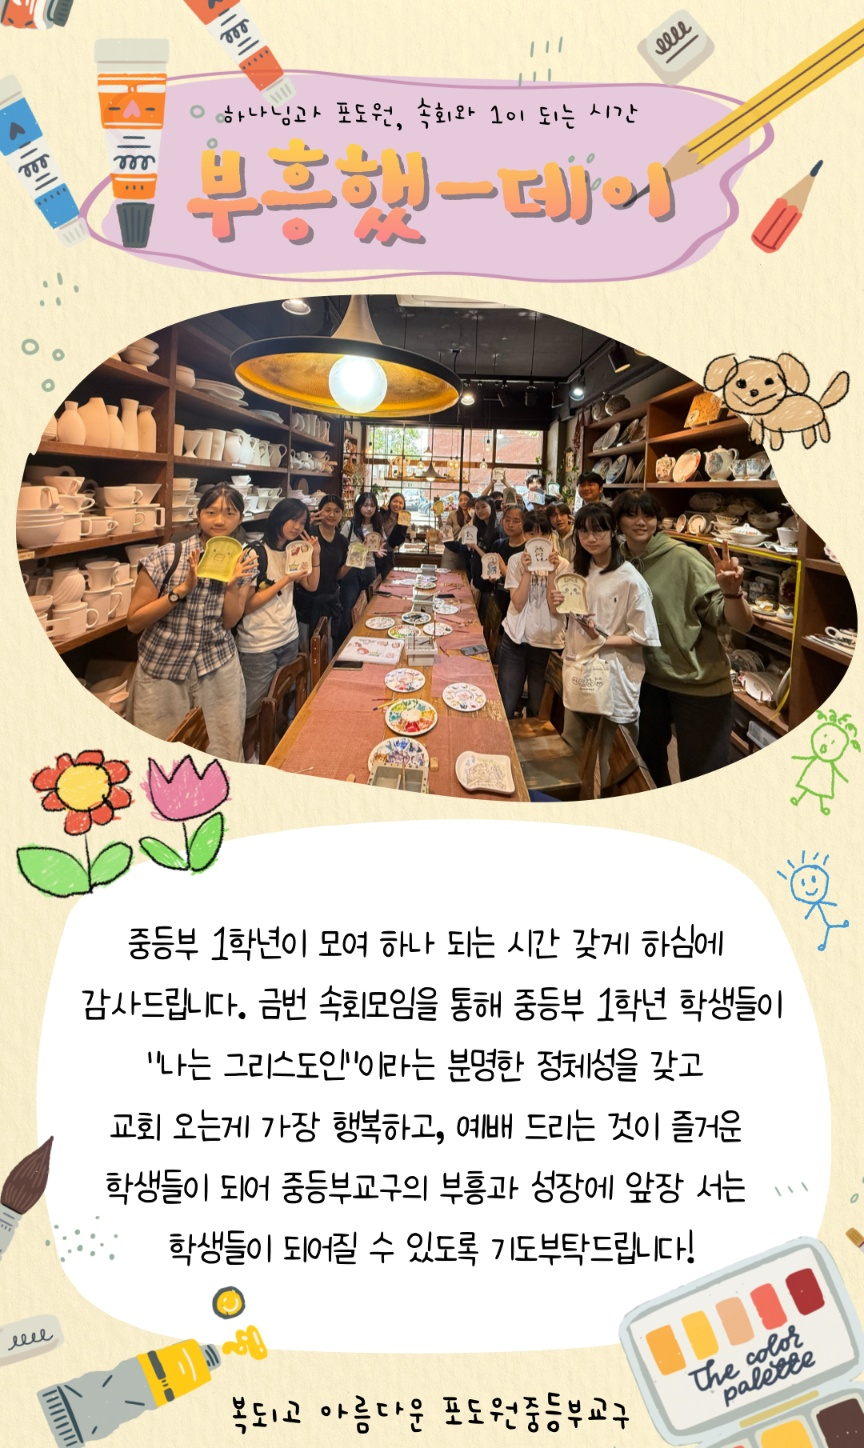 하나님과 포도원, 속회와 1이 되는 시간
부흥했-데이
중등부 1학년이 모여 하나 되는 시간 갖게 하심에
감사드립니다. 금번 속회모임을 통해 중등부 1학년 학생들이
"나는 그리스도인"이라는 분명한 정체성을 갖고
교회 오는게 가장 행복하고, 예배 드리는 것이 즐거운
학생들이 되어 중등부교구의 부흥과 성장에 앞장 서는
학생들이 되어질 수 있도록 기도부탁드립니다!
The color
palette
복되고 아름다운 포도원중등부교구